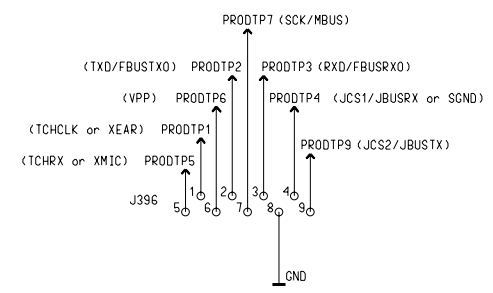 PRODTP7 (SCK/MBUS)
(TXD/FBUSTXO) PRODTP2 PRODTP3 (RXD/FBUSRXO)
(VPP) PRODTP6 PRODTP4 (JCS1/JBUSRX or SGND)
(TCHCLK or XEAR) PRODTP1
PRODTP9 (JCS2/JBUSTX)
(TCHRX or XMIC) PRODTP5
1 2 3 4
J396
5 6 7 8 9
GND